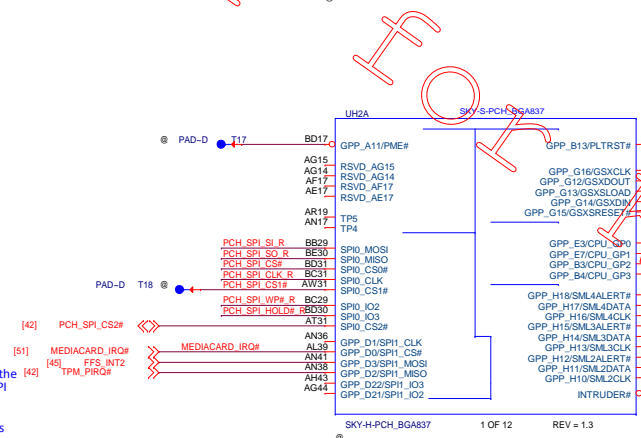 for
UH2A
SKY-S-PCH_BGA837
@ PAD~D T17
BD17
GPP_A11/PME#
GPP_B13/PLTRST#
AG15
RSVD_AG15
AG14
RSVD_AG14
AF17
RSVD_AF17
AE17
RSVD_AE17
GPP_G16/GSXCLK
GPP_G12/GSXDOUT
GPP_G13/GSXSLOAD
GPP_G14/GSXDIN
GPP_G15/GSXSRESET#
AR19
TP5
AN17
TP4
PCH_SPI_SI_R BB29 SPI0_MOSI
PCH_SPI_SO_R BE30 SPI0_MISO
PCH_SPI_CS# BD31 SPI0_CS0#
PCH_SPI_CLK_R BC31 SPI0_CLK
PAD~D T18 @ PCH_SPI_CS1# AW31 SPI0_CS1#
GPP_E3/CPU_GP0
GPP_E7/CPU_GP1
GPP_B3/CPU_GP2
GPP_B4/CPU_GP3
PCH_SPI_WP#_R BC29 SPI0_IO2
PCH_SPI_HOLD#_R BD30 SPI0_IO3
[42] PCH_SPI_CS2# AT31 SPI0_CS2#
GPP_H18/SML4ALERT#
GPP_H17/SML4DATA
GPP_H16/SML4CLK
GPP_H15/SML3ALERT#
GPP_H14/SML3DATA
GPP_H13/SML3CLK
GPP_H12/SML2ALERT#
GPP_H11/SML2DATA
GPP_H10/SML2CLK
AN36 GPP_D1/SPI1_CLK
[51] MEDIACARD_IRQ# MEDIACARD_IRQ# AL39 GPP_D0/SPI1_CS#
[45] FFS_INT2 AN41 GPP_D3/SPI1_MOSI
[42] TPM_PIRQ# AN38 GPP_D2/SPI1_MISO
AH43 GPP_D22/SPI1_IO3
AG44 GPP_D21/SPI1_IO2
INTRUDER#
the
PI
s
SKY-H-PCH_BGA837
1 OF 12
REV = 1.3
@